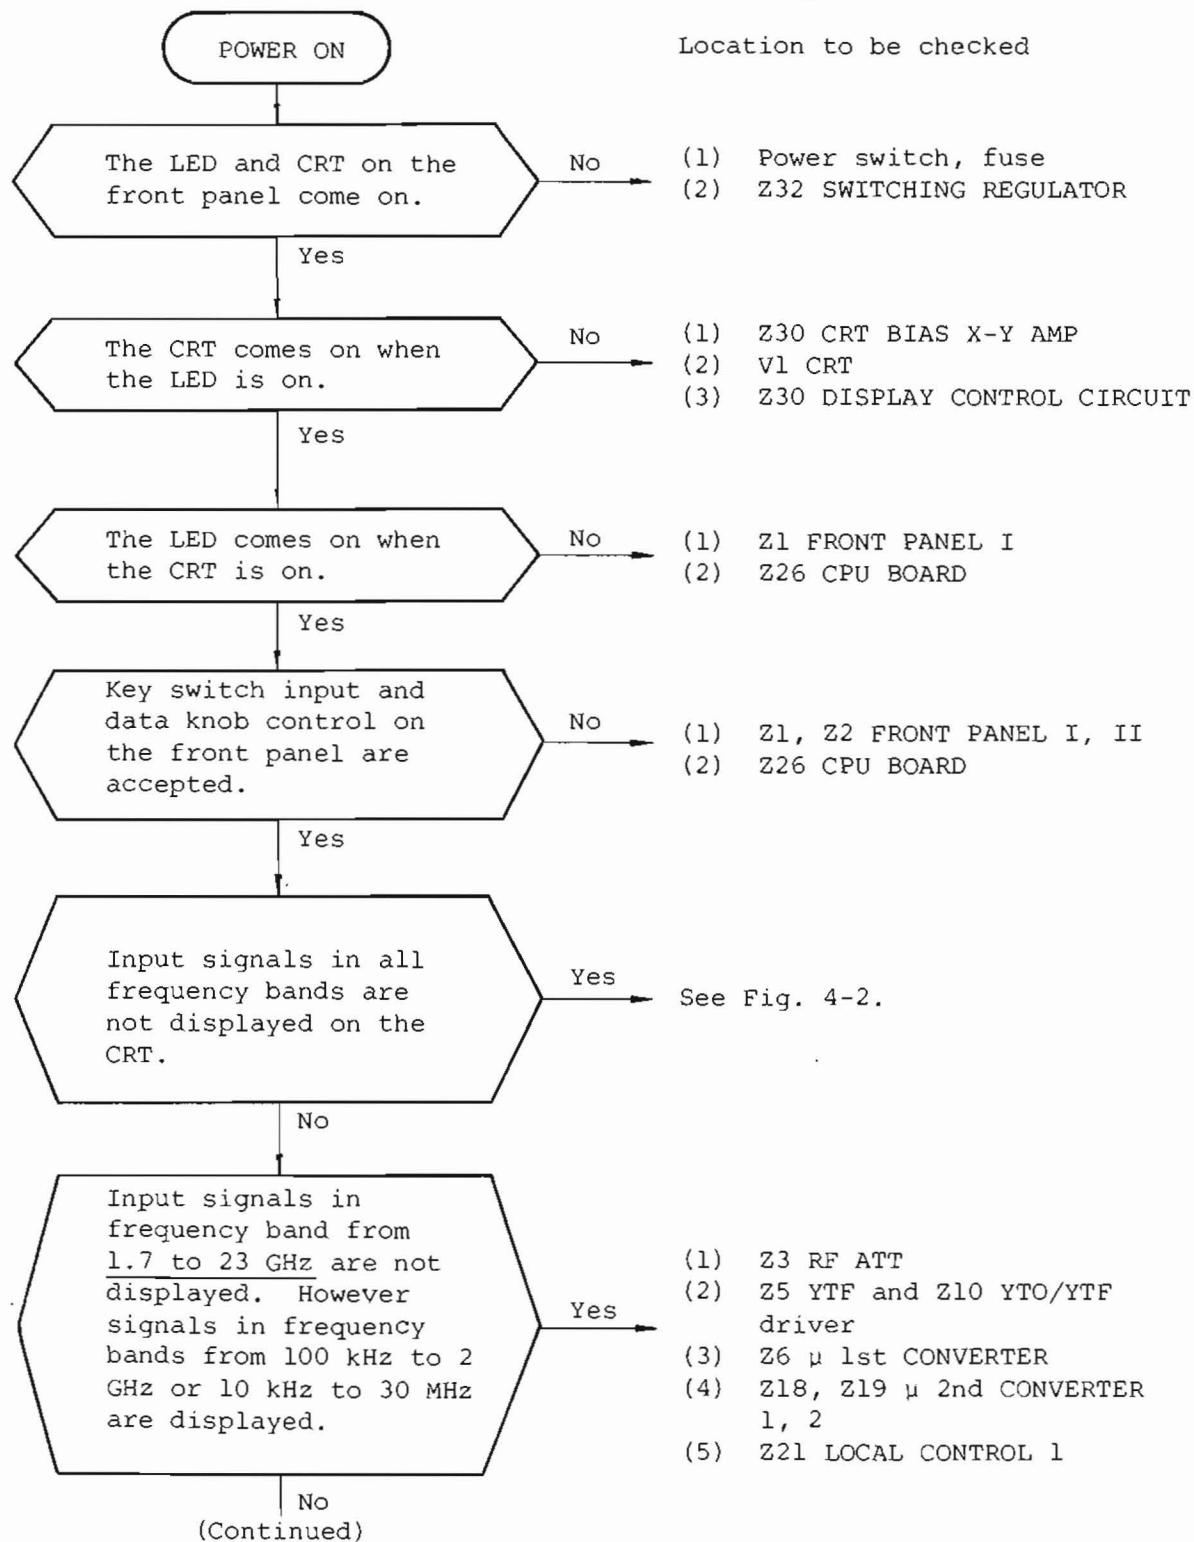 POWER ON
Location to be checked
The LED and CRT on the
front panel come on.
No
(1) Power switch, fuse
(2) Z32 SWITCHING REGULATOR
Yes
The CRT comes on when
the LED is on.
No
(1) Z30 CRT BIAS X-Y AMP
(2) V1 CRT
(3) Z30 DISPLAY CONTROL CIRCUIT
Yes
The LED comes on when
the CRT is on.
No
(1) Z1 FRONT PANEL I
(2) Z26 CPU BOARD
Yes
Key switch input and
data knob control on
the front panel are
accepted.
No
(1) Z1, Z2 FRONT PANEL I, II
(2) Z26 CPU BOARD
Yes
Input signals in all
frequency bands are
not displayed on the
CRT.
Yes
See Fig. 4-2.
No
Input signals in
frequency band from
1.7 to 23 GHz are not
displayed. However
signals in frequency
bands from 100 kHz to 2
GHz or 10 kHz to 30 MHz
are displayed.
Yes
(1) Z3 RF ATT
(2) Z5 YTF and Z10 YTO/YTF
driver
(3) Z6 μ 1st CONVERTER
(4) Z18, Z19 μ 2nd CONVERTER
1, 2
(5) Z21 LOCAL CONTROL 1
No
(Continued)